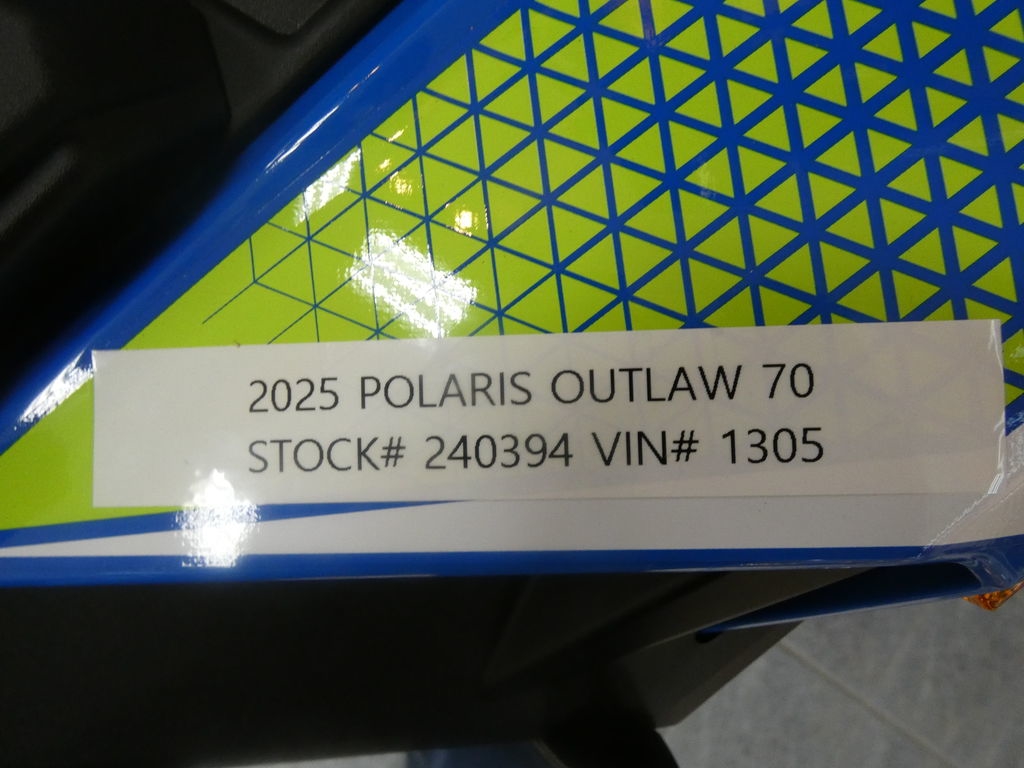 2025 POLARIS OUTLAW 70
STOCK# 240394 VIN# 1305